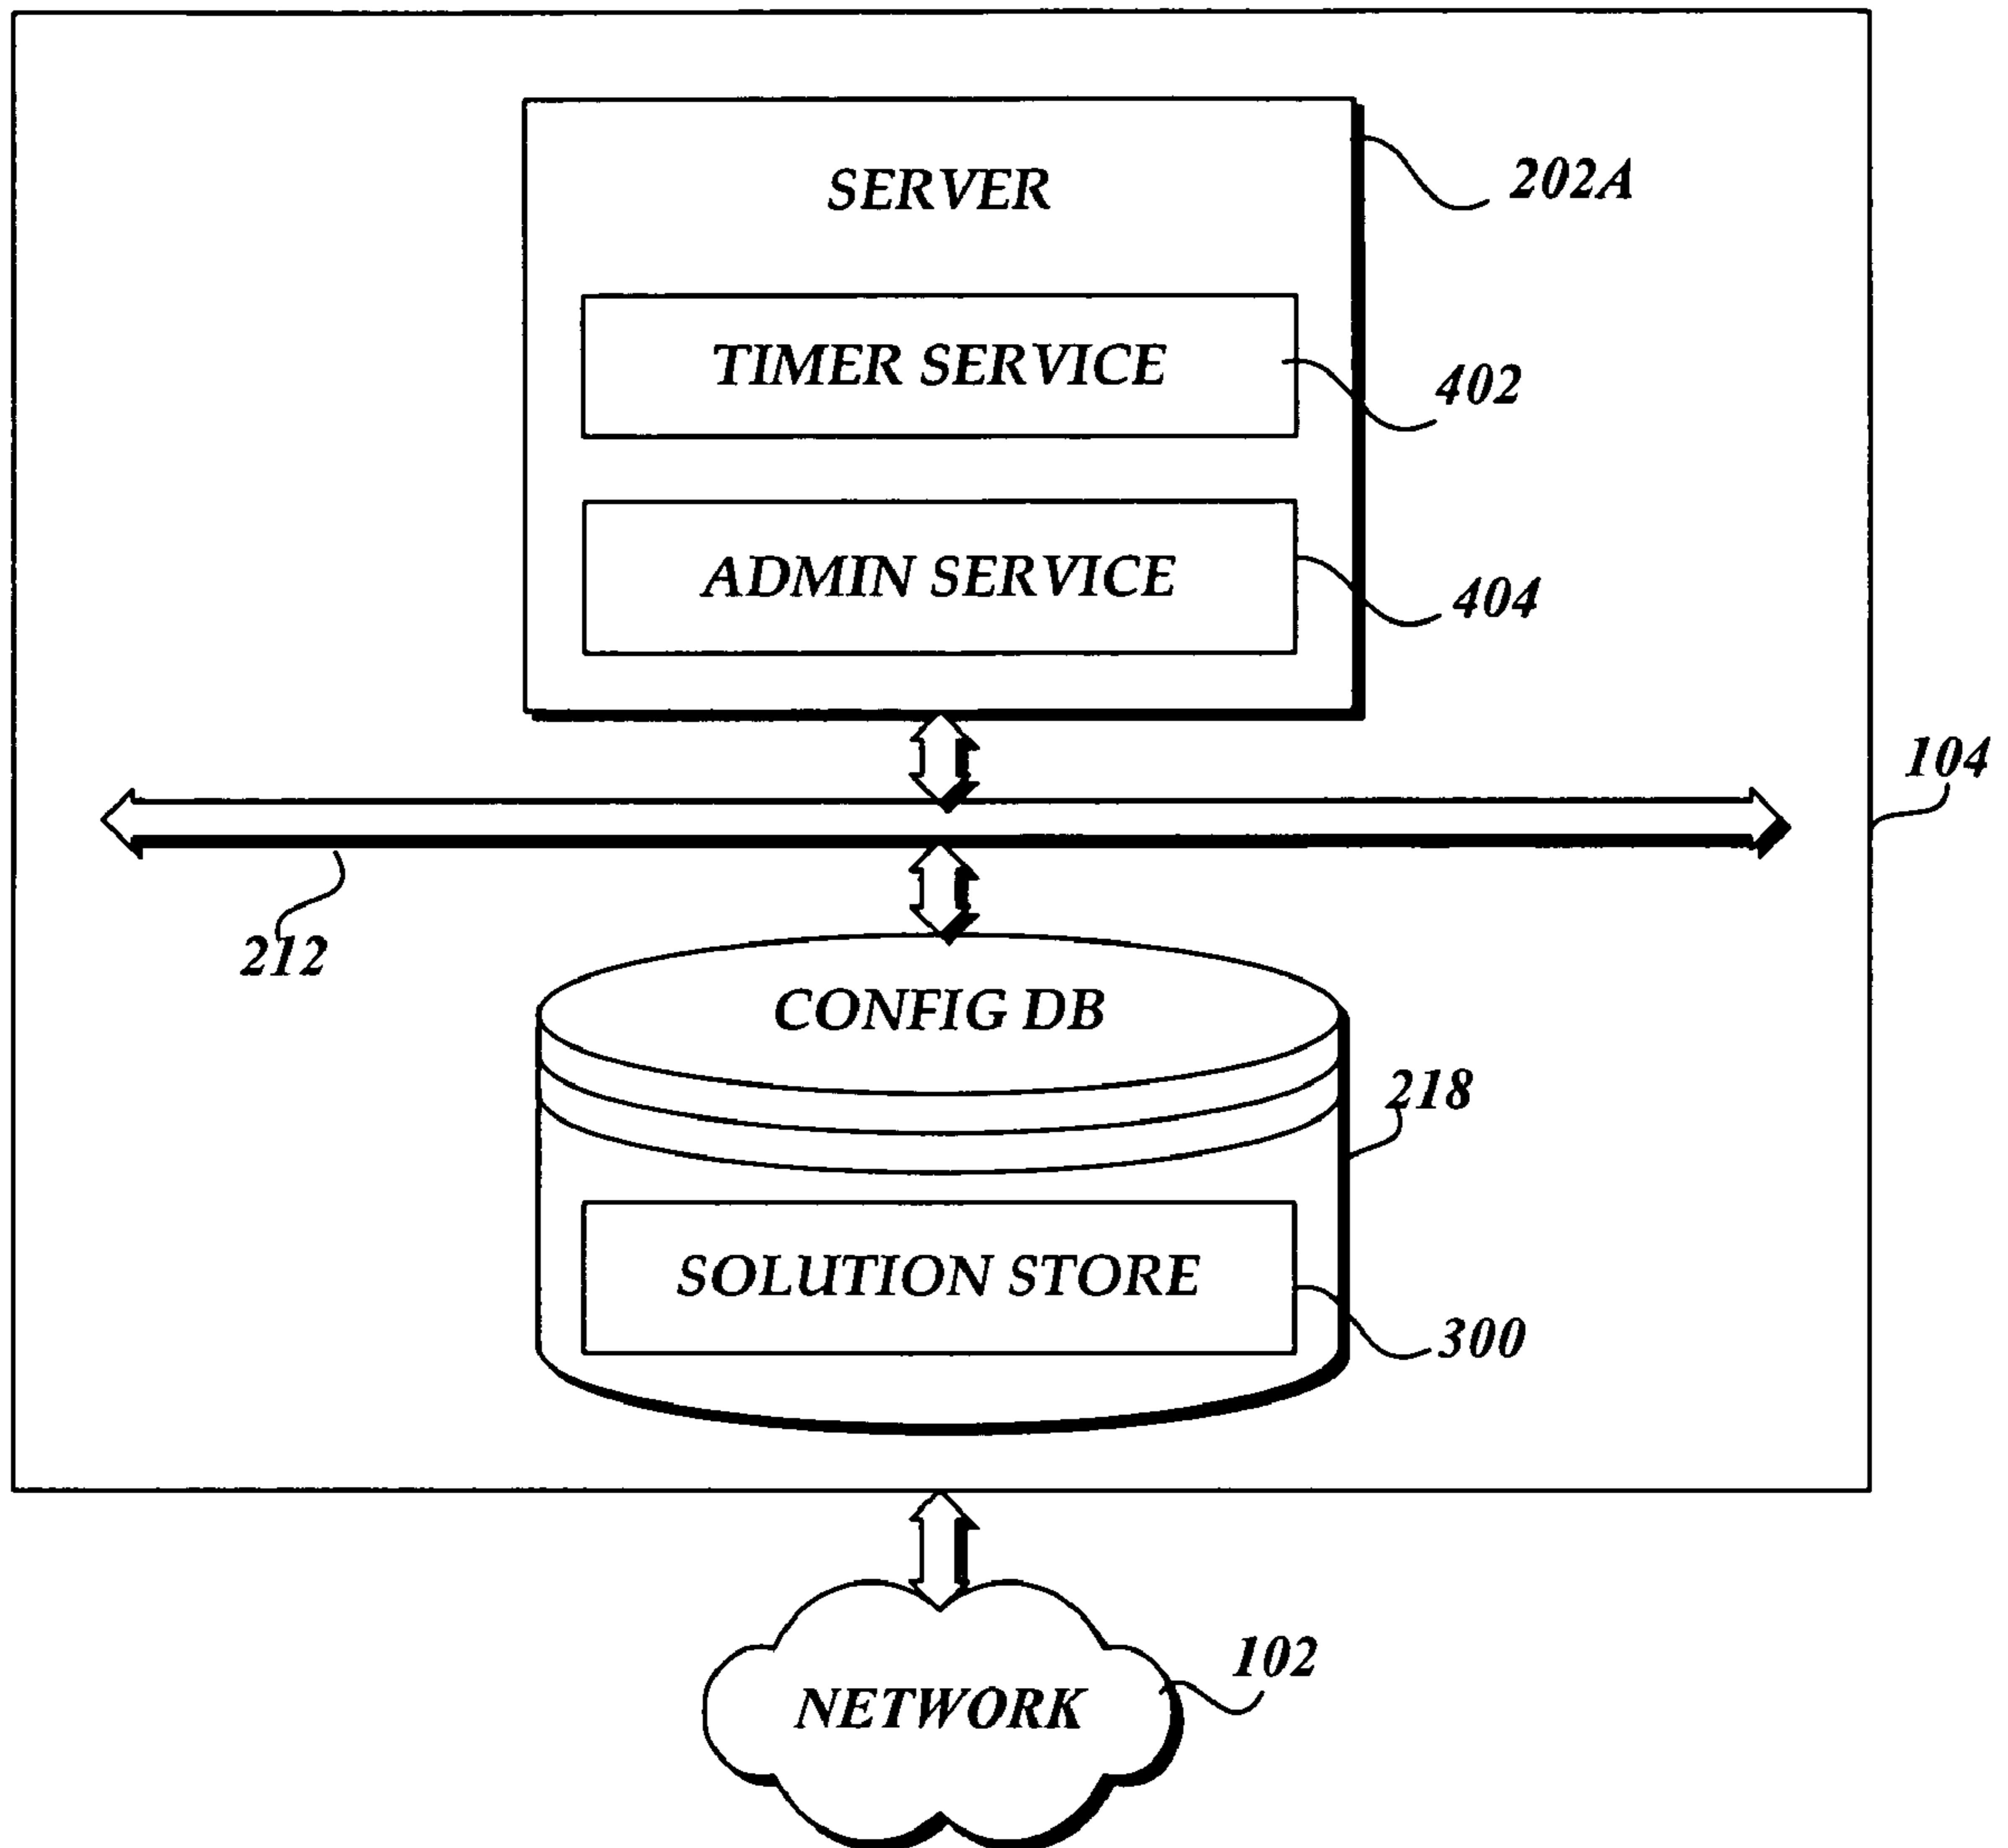 SERVER
202A
TIMER SERVICE
402
ADMIN SERVICE
404
104
212
CONFIG DB
218
SOLUTION STORE
300
102
NETWORK